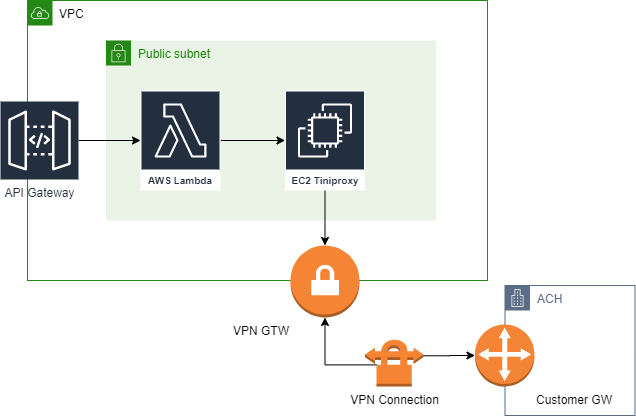 VPC
Public subnet
API Gateway
AWS Lambda
EC2 Tiniproxy
VPN GTW
ACH
VPN Connection
Customer GW